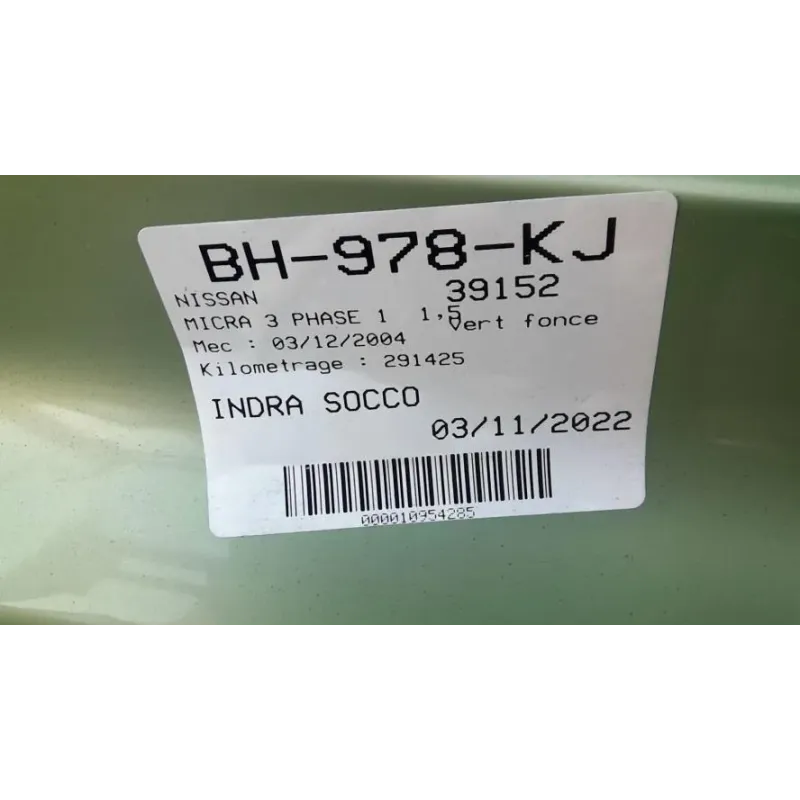 BH-978-KJ
NISSAN 39152
MICRA 3 PHASE 1 1,5 Vert fonce
Mec : 03/12/2004
Kilometrage : 291425
INDRA SOCCO
03/11/2022
000010954285